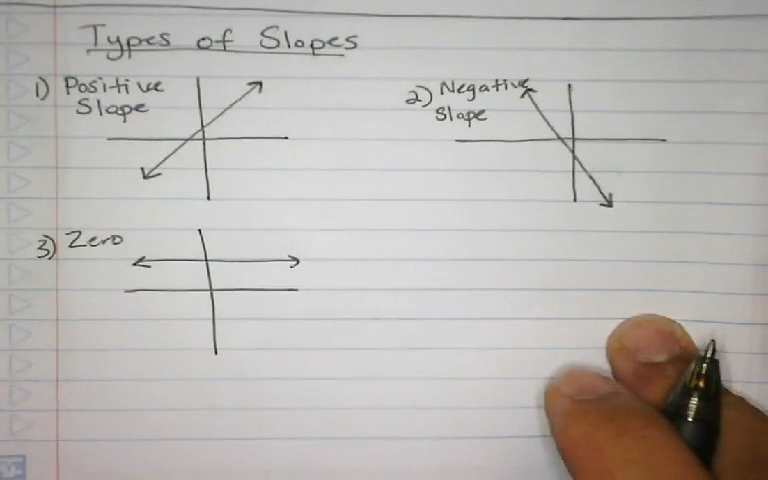 Types of Slopes
1) Positive
Slope
2) Negative
Slope
3) Zero